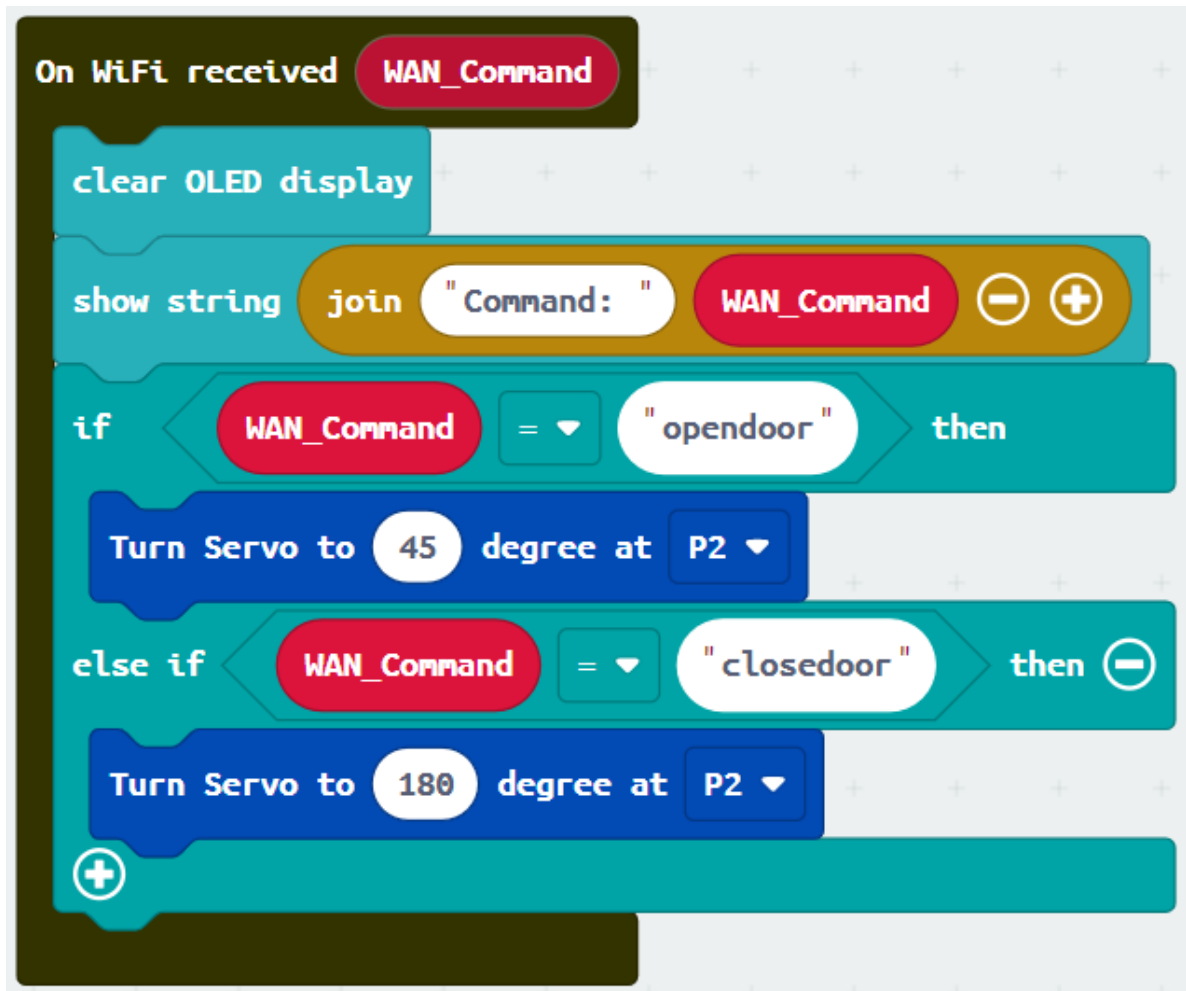 On WiFi received WAN_Command
clear OLED display
show string join "Command: " WAN_Command
if WAN_Command = "opendoor" then
Turn Servo to 45 degree at P2
else if WAN_Command = "closedoor" then
Turn Servo to 180 degree at P2